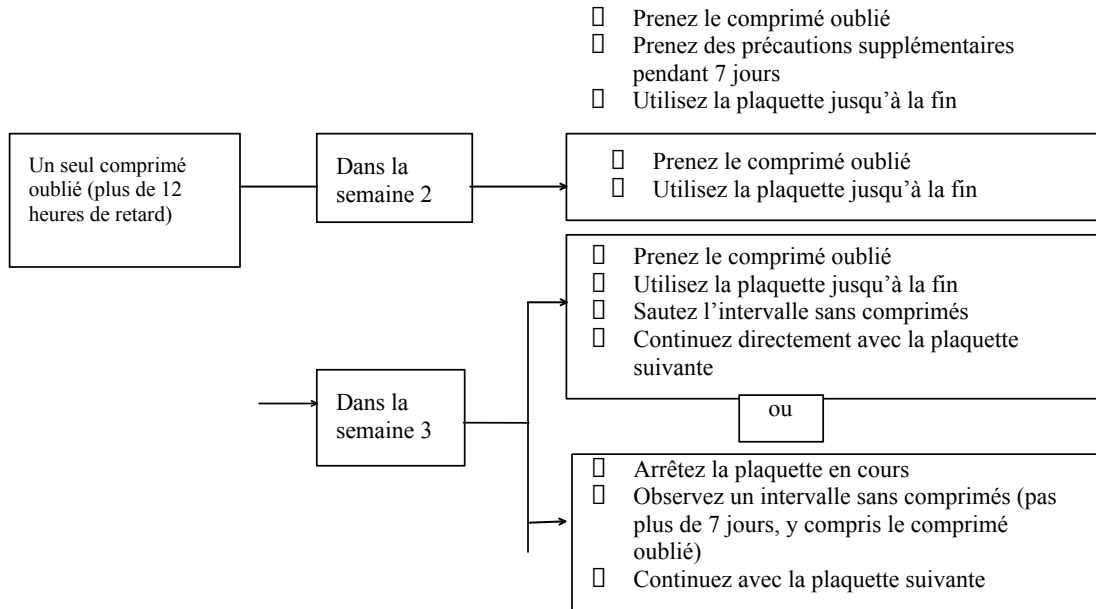 ▯ Prenez le comprimé oublié
▯ Prenez des précautions supplémentaires
pendant 7 jours
▯ Utilisez la plaquette jusqu’à la fin
Un seul comprimé
oublié (plus de 12
heures de retard)
Dans la
semaine 2
▯ Prenez le comprimé oublié
▯ Utilisez la plaquette jusqu’à la fin
Dans la
semaine 3
▯ Prenez le comprimé oublié
▯ Utilisez la plaquette jusqu’à la fin
▯ Sautez l’intervalle sans comprimés
▯ Continuez directement avec la plaquette
suivante
ou
▯ Arrêtez la plaquette en cours
▯ Observez un intervalle sans comprimés (pas
plus de 7 jours, y compris le comprimé
oublié)
▯ Continuez avec la plaquette suivante